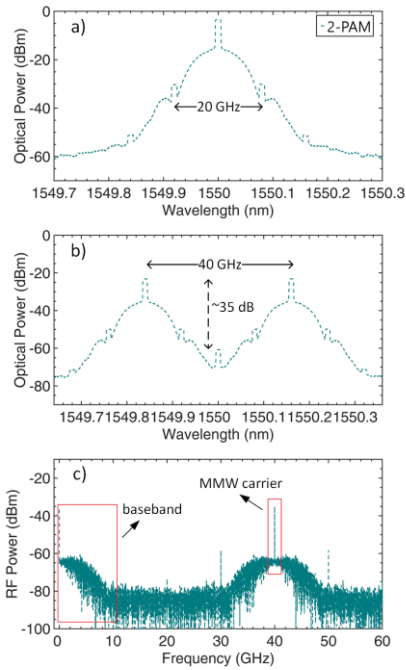 a)
2-PAM
0
-20
-40
-60
Optical Power (dBm)
20 GHz
1549.7 1549.8 1549.9 1550 1550.1 1550.2 1550.3
Wavelength (nm)
b)
0
-20
-40
-60
-80
Optical Power (dBm)
40 GHz
~35 dB
1549.7 1549.8 1549.9 1550 1550.1 1550.2 1550.3
Wavelength (nm)
c)
-20
-40
-60
-80
-100
RF Power (dBm)
MMW carrier
baseband
0 10 20 30 40 50 60
Frequency (GHz)